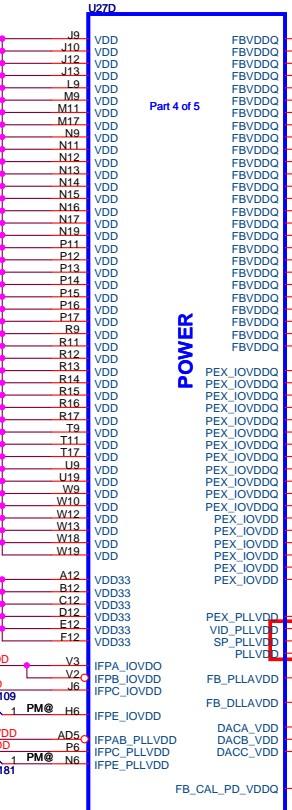 U27D
J9 VDD FBVDDQ
J10 VDD FBVDDQ
J12 VDD FBVDDQ
J13 VDD FBVDDQ
L9 VDD FBVDDQ
M9 VDD Part 4 of 5 FBVDDQ
M11 VDD FBVDDQ
M17 VDD FBVDDQ
N9 VDD FBVDDQ
N11 VDD FBVDDQ
N12 VDD FBVDDQ
N13 VDD FBVDDQ
N14 VDD FBVDDQ
N15 VDD FBVDDQ
N16 VDD FBVDDQ
N17 VDD FBVDDQ
N19 VDD FBVDDQ
P11 VDD FBVDDQ
P12 VDD FBVDDQ
P13 VDD FBVDDQ
P14 VDD FBVDDQ
P15 VDD FBVDDQ
P16 VDD FBVDDQ
P17 VDD FBVDDQ
R9 VDD FBVDDQ
R11 VDD FBVDDQ
R12 VDD
POWER
R13 VDD PEX_IOVDDQ
R14 VDD PEX_IOVDDQ
R15 VDD PEX_IOVDDQ
R16 VDD PEX_IOVDDQ
R17 VDD PEX_IOVDDQ
T9 VDD PEX_IOVDDQ
T11 VDD PEX_IOVDDQ
T17 VDD PEX_IOVDDQ
U9 VDD PEX_IOVDDQ
U19 VDD PEX_IOVDDQ
W9 VDD PEX_IOVDDQ
W10 VDD PEX_IOVDDQ
W12 VDD PEX_IOVDD
W13 VDD PEX_IOVDD
W18 VDD PEX_IOVDD
W19 VDD PEX_IOVDD
PEX_IOVDD
A12 VDD33 PEX_IOVDD
B12 VDD33
C12 VDD33
D12 VDD33 PEX_PLLVDD
E12 VDD33 VID_PLLVDD
F12 VDD33 SP_PLLVDD
PLLVDD
V3 IFPA_IOVDD
V2 IFPB_IOVDD FB_PLLAVDD
J6 IFPC_IOVDD
109 FB_DLLAVDD
1 PM@ H6 IFPE_IOVDD
DACA_VDD
AD5 IFPAB_PLLVDD DACB_VDD
P6 IFPC_PLLVDD DACC_VDD
1 PM@ N6 IFPE_PLLVDD
181
FB_CAL_PD_VDDQ